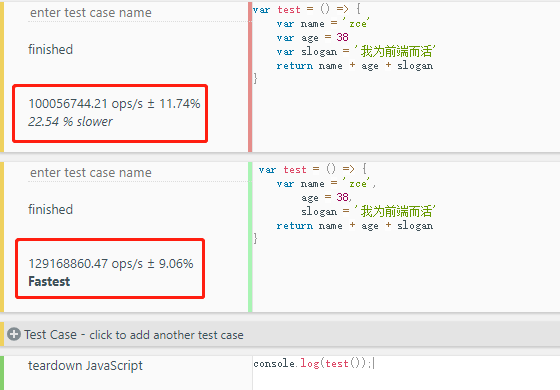 enter test case name
finished
100056744.21 ops/s ± 11.74%
22.54 % slower
var test = () => {
var name = 'zce'
var age = 38
var slogan = '我为前端而活'
return name + age + slogan
}
enter test case name
finished
129168860.47 ops/s ± 9.06%
Fastest
var test = () => {
var name = 'zce',
age = 38,
slogan = '我为前端而活'
return name + age + slogan
}
Test Case - click to add another test case
teardown JavaScript
console.log(test());